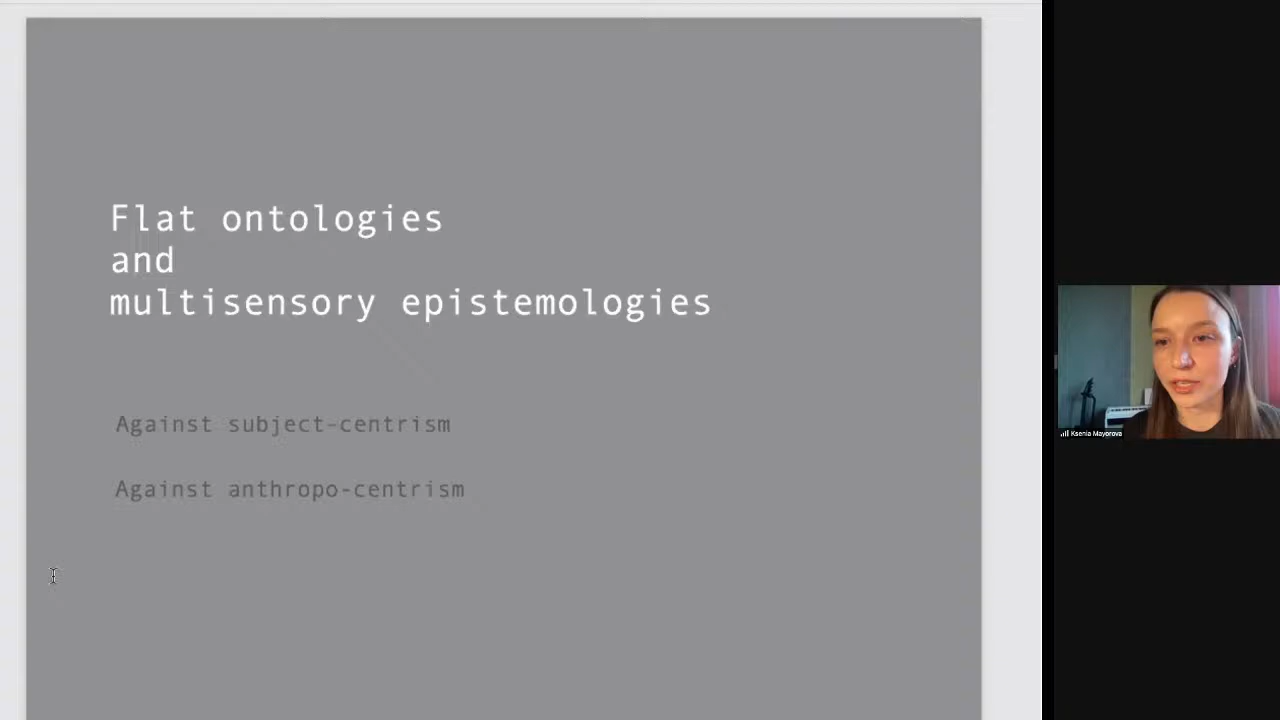 Flat ontologies
and
multisensory epistemologies
Against subject-centrism
Against anthropo-centrism
Ksenia Mayorova